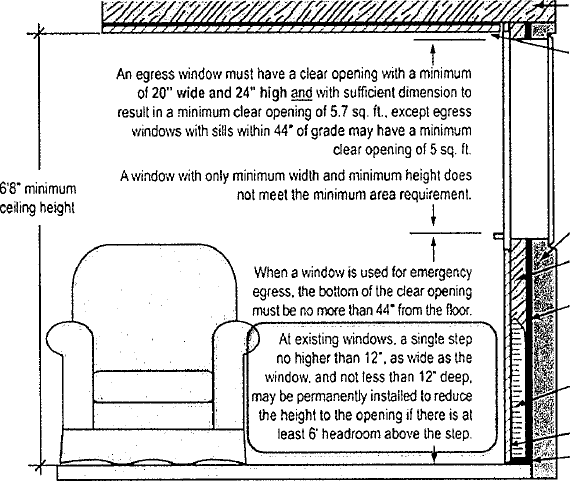 An egress window must have a clear opening with a minimum
of 20" wide and 24" high and with sufficient dimension to
result in a minimum clear opening of 5.7 sq. ft., except egress
windows with sills within 44" of grade may have a minimum
clear opening of 5 sq. ft.
A window with only minimum width and minimum height does
not meet the minimum area requirement.
6'8" minimum
ceiling height
When a window is used for emergency
egress, the bottom of the clear opening
must be no more than 44" from the floor.
At existing windows, a single step
no higher than 12", as wide as the
window, and not less than 12" deep,
may be permanently installed to reduce
the height to the opening if there is at
least 6' headroom above the step.